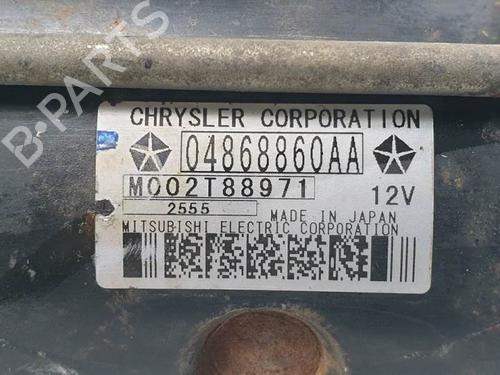 B-PARTS
CHRYSLER CORPORATION
04868860AA
M002T88971
12V
2555
MADE IN JAPAN
MITSUBISHI ELECTRIC CORPORATION